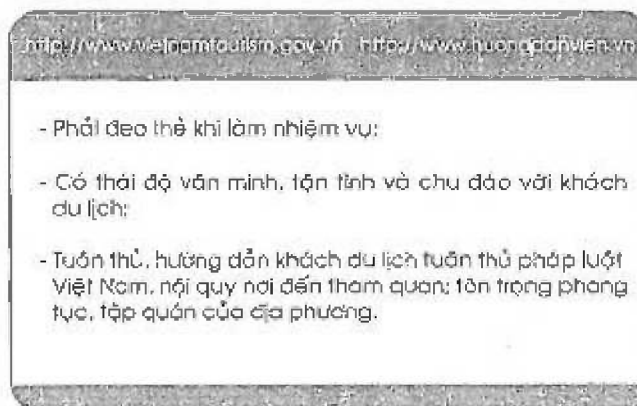 http://www.vietnamtourism.gov.vn http://www.huongdanvien.vn
- Phải đeo thẻ khi làm nhiệm vụ;
- Có thái độ văn minh, tận tình và chu đáo với khách
du lịch;
- Tuân thủ, hướng dẫn khách du lịch tuân thủ pháp luật
Việt Nam, nội quy nơi đến tham quan; tôn trọng phong
tục, tập quán của địa phương.